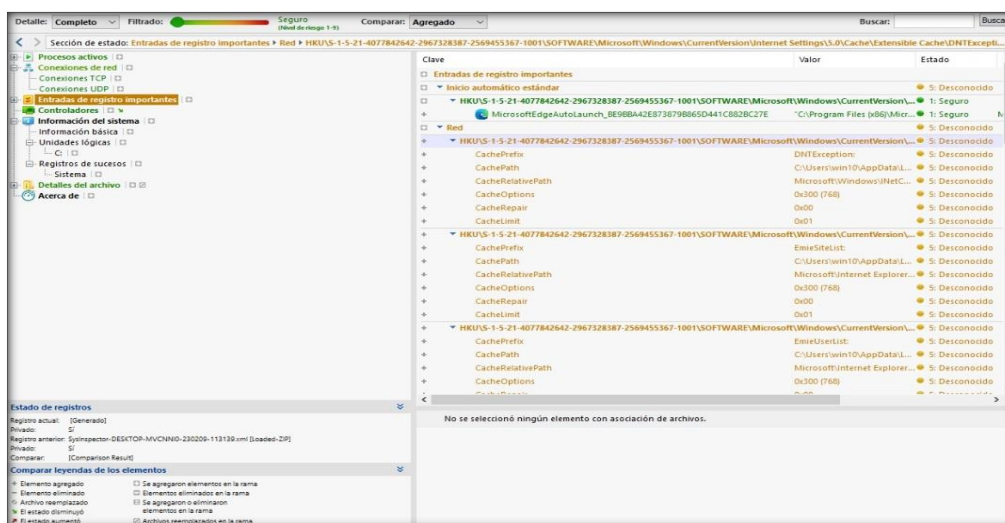 Detalle: Completo Filtrado: Seguro (Nivel de riesgo 1-9) Comparar: Agregado Buscar: Busca
Sección de estado: Entradas de registro importantes ▸ Red ▸ HKU\S-1-5-21-4077842642-2967328387-2569455367-1001\SOFTWARE\Microsoft\Windows\CurrentVersion\Internet Settings\5.0\Cache\Extensible Cache\DNTExcepti...
Procesos activos
Conexiones de red
Conexiones TCP
Conexiones UDP
Entradas de registro importantes
Controladores
Información del sistema
Información básica
Unidades lógicas
C:
Registros de sucesos
Sistema
Detalles del archivo
Acerca de
Clave Valor Estado
Entradas de registro importantes
Inicio automático estándar 5: Desconocido
HKU\S-1-5-21-4077842642-2967328387-2569455367-1001\SOFTWARE\Microsoft\Windows\CurrentVersion\... 1: Seguro
MicrosoftEdgeAutoLaunch_BE9BBA42E873879B865D441C882BC27E "C:\Program Files (x86)\Micr... 1: Seguro
Red 5: Desconocido
HKU\S-1-5-21-4077842642-2967328387-2569455367-1001\SOFTWARE\Microsoft\Windows\CurrentVersion\... 5: Desconocido
CachePrefix DNTException: 5: Desconocido
CachePath C:\Users\win10\AppData\L... 5: Desconocido
CacheRelativePath Microsoft\Windows\INetC... 5: Desconocido
CacheOptions 0x300 (768) 5: Desconocido
CacheRepair 0x00 5: Desconocido
CacheLimit 0x01 5: Desconocido
HKU\S-1-5-21-4077842642-2967328387-2569455367-1001\SOFTWARE\Microsoft\Windows\CurrentVersion\... 5: Desconocido
CachePrefix EmieSiteList: 5: Desconocido
CachePath C:\Users\win10\AppData\L... 5: Desconocido
CacheRelativePath Microsoft\Internet Explorer... 5: Desconocido
CacheOptions 0x300 (768) 5: Desconocido
CacheRepair 0x00 5: Desconocido
CacheLimit 0x01 5: Desconocido
HKU\S-1-5-21-4077842642-2967328387-2569455367-1001\SOFTWARE\Microsoft\Windows\CurrentVersion\... 5: Desconocido
CachePrefix EmieUserList: 5: Desconocido
CachePath C:\Users\win10\AppData\L... 5: Desconocido
CacheRelativePath Microsoft\Internet Explorer... 5: Desconocido
CacheOptions 0x300 (768) 5: Desconocido
Estado de registros
Registro actual: [Generado]
Privado: Sí
Registro anterior: SysInspector-DESKTOP-MVCNNI0-230209-113139.xml [Loaded-ZIP]
Privado: Sí
Comparar: [Comparison Result]
Comparar leyendas de los elementos
+ Elemento agregado
- Elemento eliminado
Archivo reemplazado
El estado disminuyó
El estado aumentó
Se agregaron elementos en la rama
Elementos eliminados en la rama
Se agregaron o eliminaron
elementos en la rama
Archivos reemplazados en la rama
No se seleccionó ningún elemento con asociación de archivos.